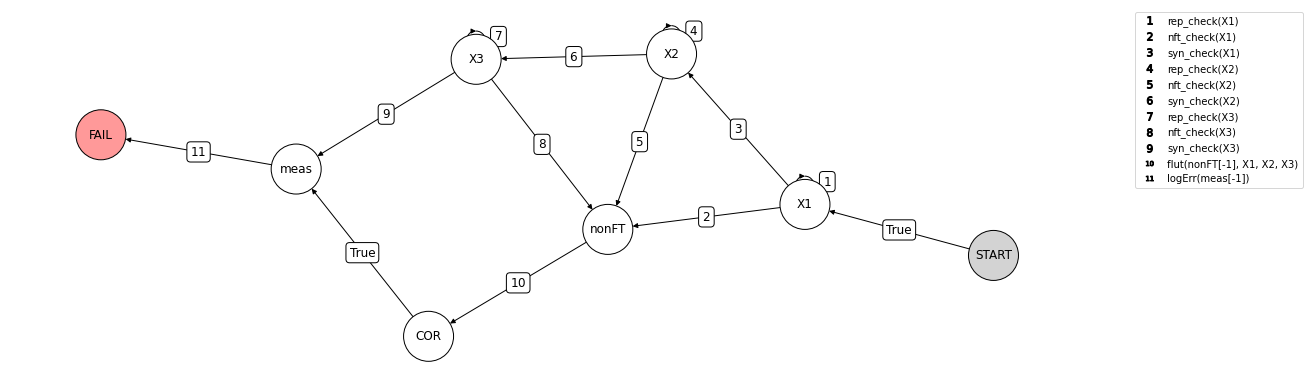 X3
7
X2
4
6
9
FAIL
11
meas
8
5
3
X1
1
2
nonFT
True
START
True
10
COR
1 rep_check(X1)
2 nft_check(X1)
3 syn_check(X1)
4 rep_check(X2)
5 nft_check(X2)
6 syn_check(X2)
7 rep_check(X3)
8 nft_check(X3)
9 syn_check(X3)
10 flut(nonFT[-1], X1, X2, X3)
11 logErr(meas[-1])